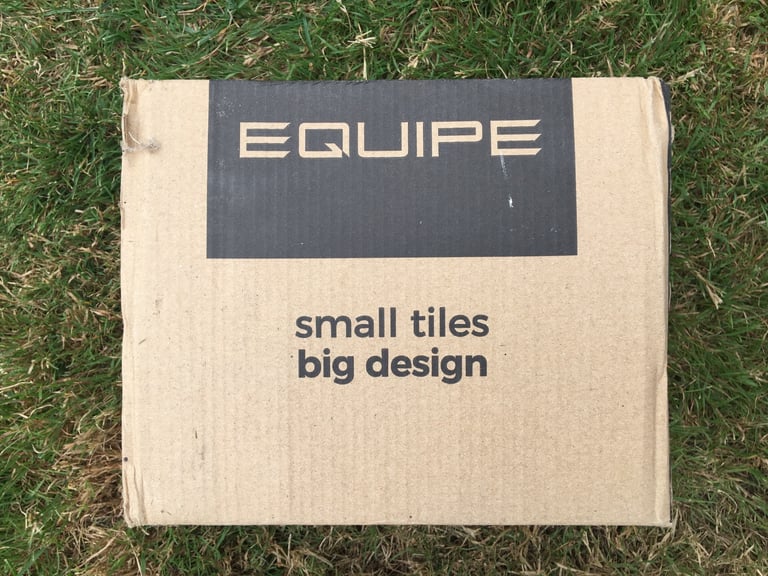 EQUIPE
small tiles
big design